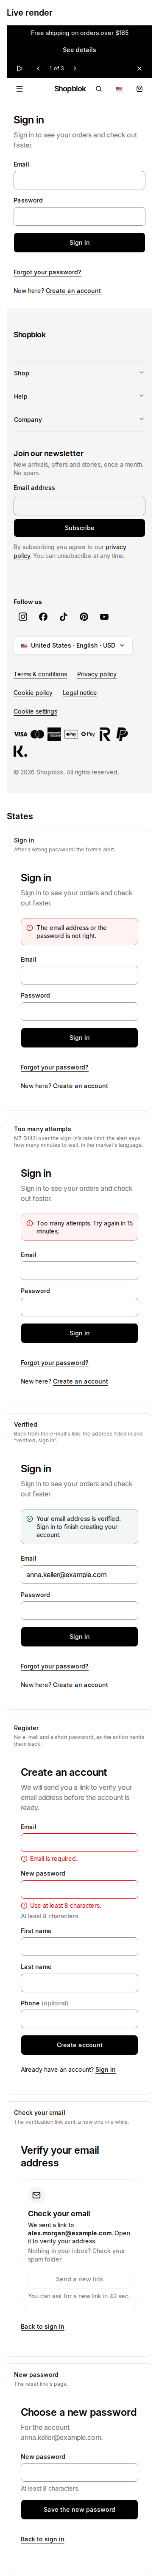 Live render
Free shipping on orders over $165
See details
1 of 3
Shopblok
Sign in
Sign in to see your orders and check out
faster.
Email
Password
Sign in
Forgot your password?
New here? Create an account
Shopblok
Shop
Help
Company
Join our newsletter
New arrivals, offers and stories, once a month.
No spam.
Email address
Subscribe
By subscribing you agree to our privacy
policy. You can unsubscribe at any time.
Follow us
United States · English · USD
Terms & conditions Privacy policy
Cookie policy Legal notice
Cookie settings
VISA Pay G Pay
K.
© 2026 Shopblok. All rights reserved.
States
Sign in
After a wrong password: the form's alert.
Sign in
Sign in to see your orders and check
out faster.
The email address or the
password is not right.
Email
Password
Sign in
Forgot your password?
New here? Create an account
Too many attempts
M7 D142: over the sign-in's rate limit; the alert says
how many minutes to wait, in the market's language.
Sign in
Sign in to see your orders and check
out faster.
Too many attempts. Try again in 15
minutes.
Email
Password
Sign in
Forgot your password?
New here? Create an account
Verified
Back from the e-mail's link: the address filled in and
"verified, sign in".
Sign in
Sign in to see your orders and check
out faster.
Your email address is verified.
Sign in to finish creating your
account.
Email
anna.keller@example.com
Password
Sign in
Forgot your password?
New here? Create an account
Register
No e-mail and a short password, as the action hands
them back.
Create an account
We will send you a link to verify your
email address before the account is
ready.
Email
Email is required.
New password
Use at least 8 characters.
At least 8 characters.
First name
Last name
Phone (optional)
Create account
Already have an account? Sign in
Check your email
The verification link sent, a new one in a while.
Verify your email
address
Check your email
We sent a link to
alex.morgan@example.com. Open
it to verify your address.
Nothing in your inbox? Check your
spam folder.
Send a new link
You can ask for a new link in 42 sec.
Back to sign in
New password
The reset link's page.
Choose a new password
For the account
anna.keller@example.com.
New password
At least 8 characters.
Save the new password
Back to sign in